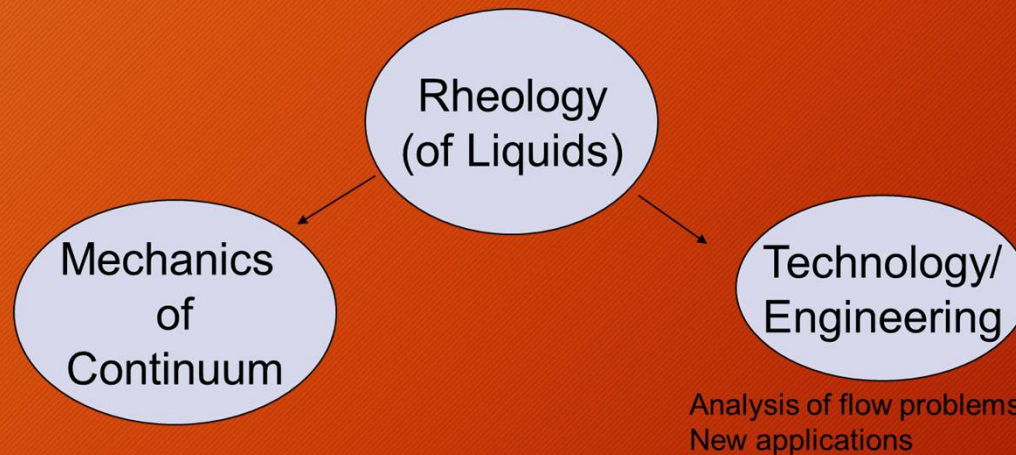 Rheology
(of Liquids)
Mechanics
of
Continuum
Technology/
Engineering
Analysis of flow problems
New applications